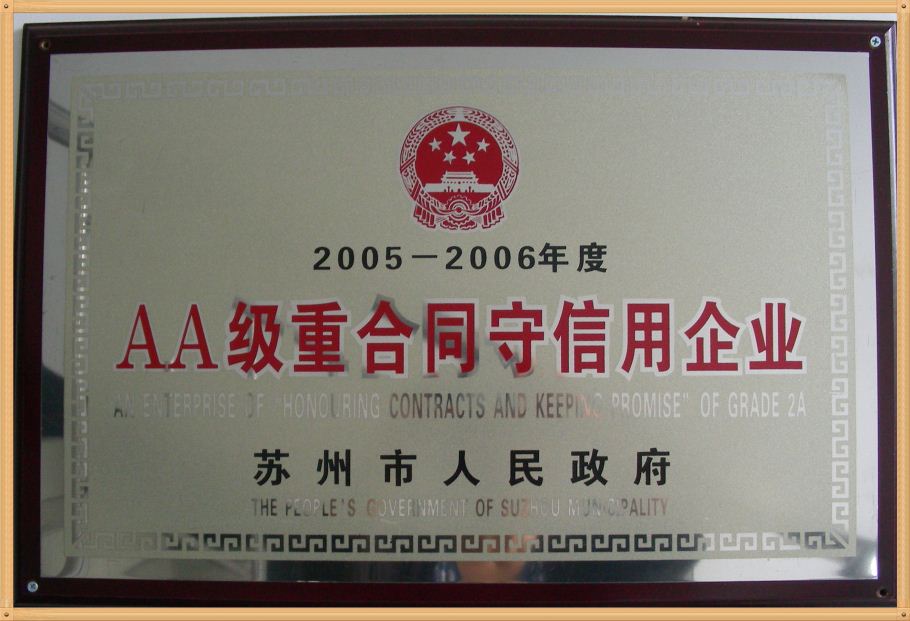 2005－2006年度
AA级重合同守信用企业
AN ENTERPRISE OF "HONOURING CONTRACTS AND KEEPING PROMISE" OF GRADE 2A
苏州市人民政府
THE PEOPLE'S GOVERNMENT OF SUZHOU MUNICIPALITY